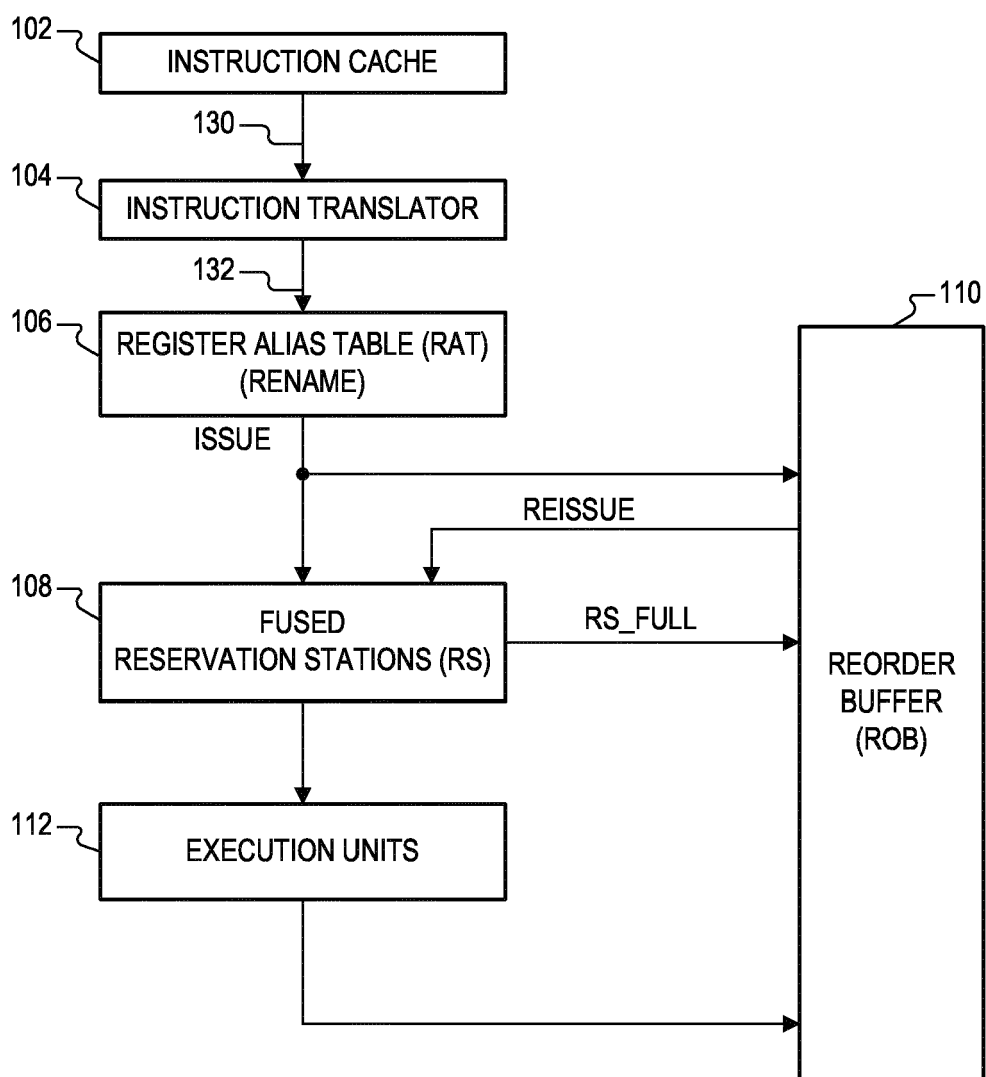 102
INSTRUCTION CACHE
130
104
INSTRUCTION TRANSLATOR
132
110
106
REGISTER ALIAS TABLE (RAT)
(RENAME)
ISSUE
REISSUE
108
FUSED
RESERVATION STATIONS (RS)
RS_FULL
REORDER
BUFFER
(ROB)
112
EXECUTION UNITS